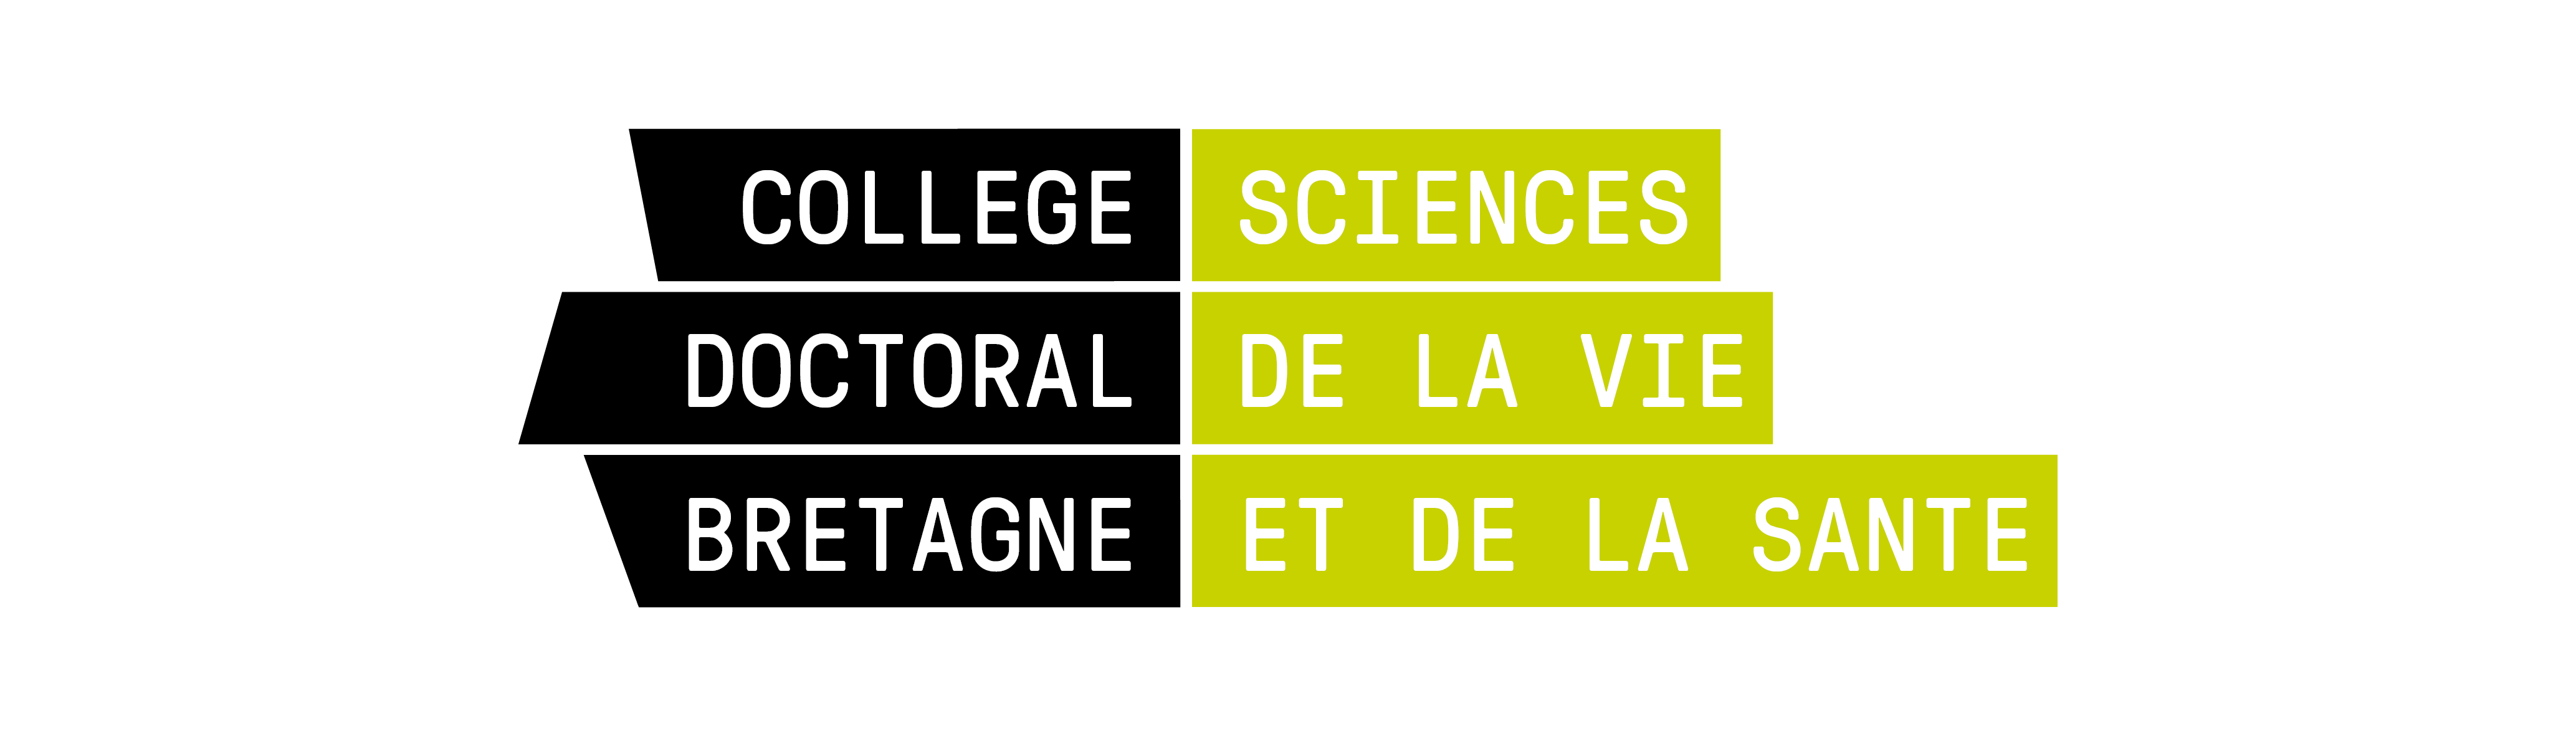 COLLEGE SCIENCES
DOCTORAL DE LA VIE
BRETAGNE ET DE LA SANTE